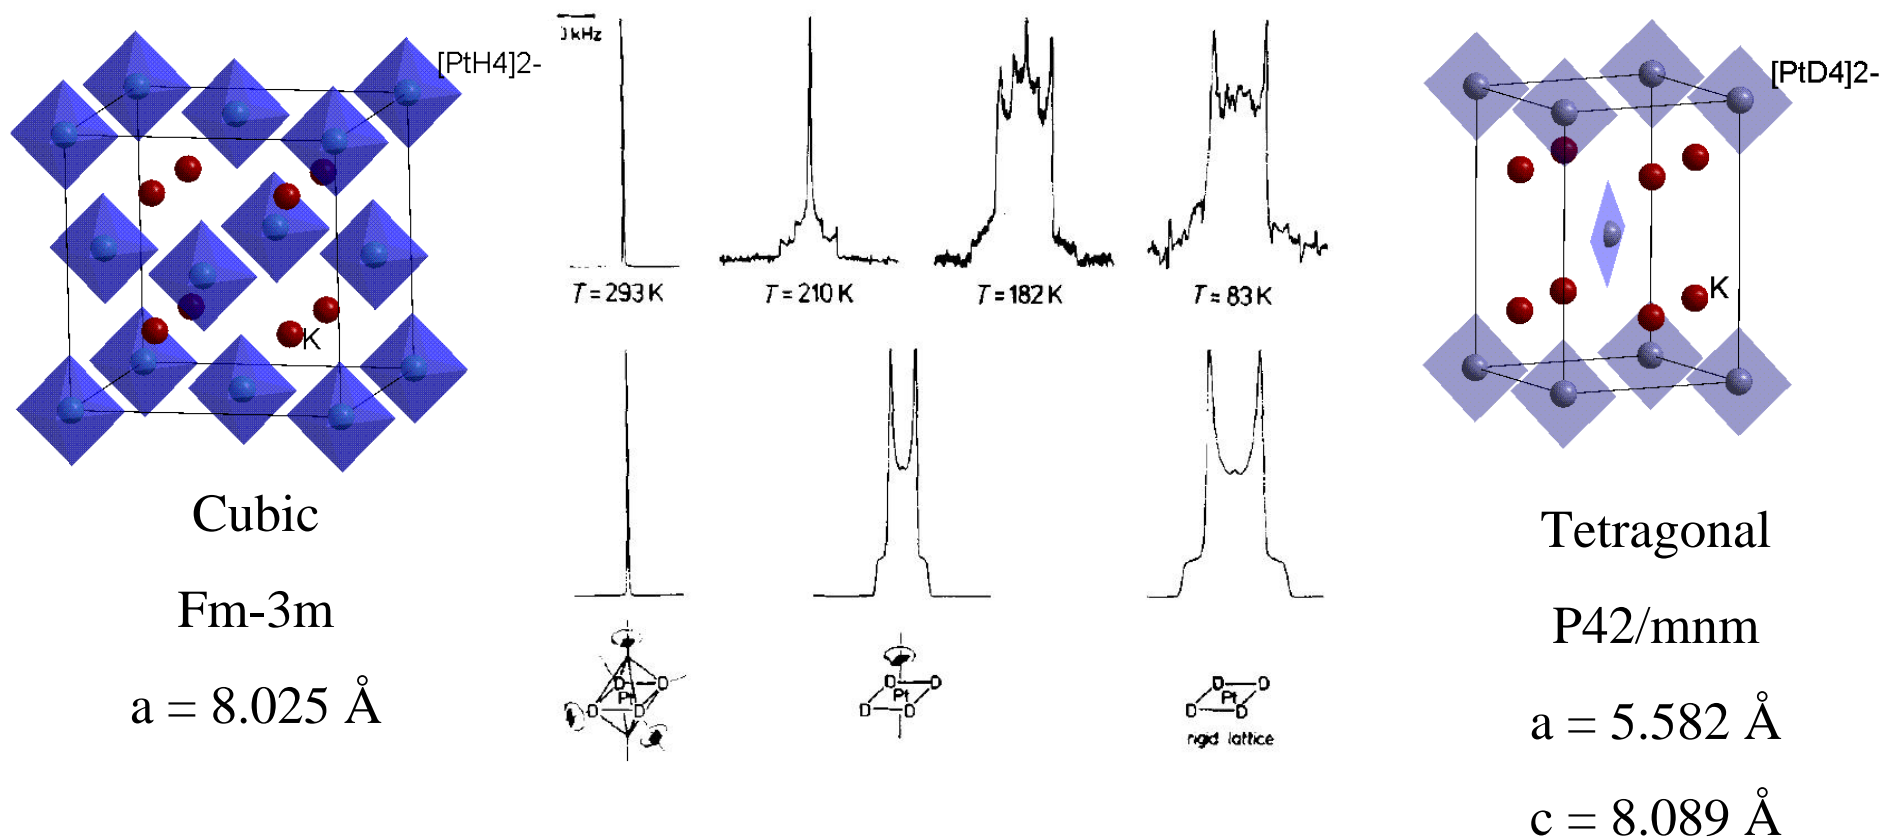 [PtH4]2-
K
Cubic
Fm-3m
a = 8.025 Å
kHz
T = 293 K
T = 210 K
T = 182 K
T = 83 K
D D
Pt
D D
D D
Pt
D D
D D
Pt
D D
rigid lattice
[PtD4]2-
K
Tetragonal
P42/mnm
a = 5.582 Å
c = 8.089 Å